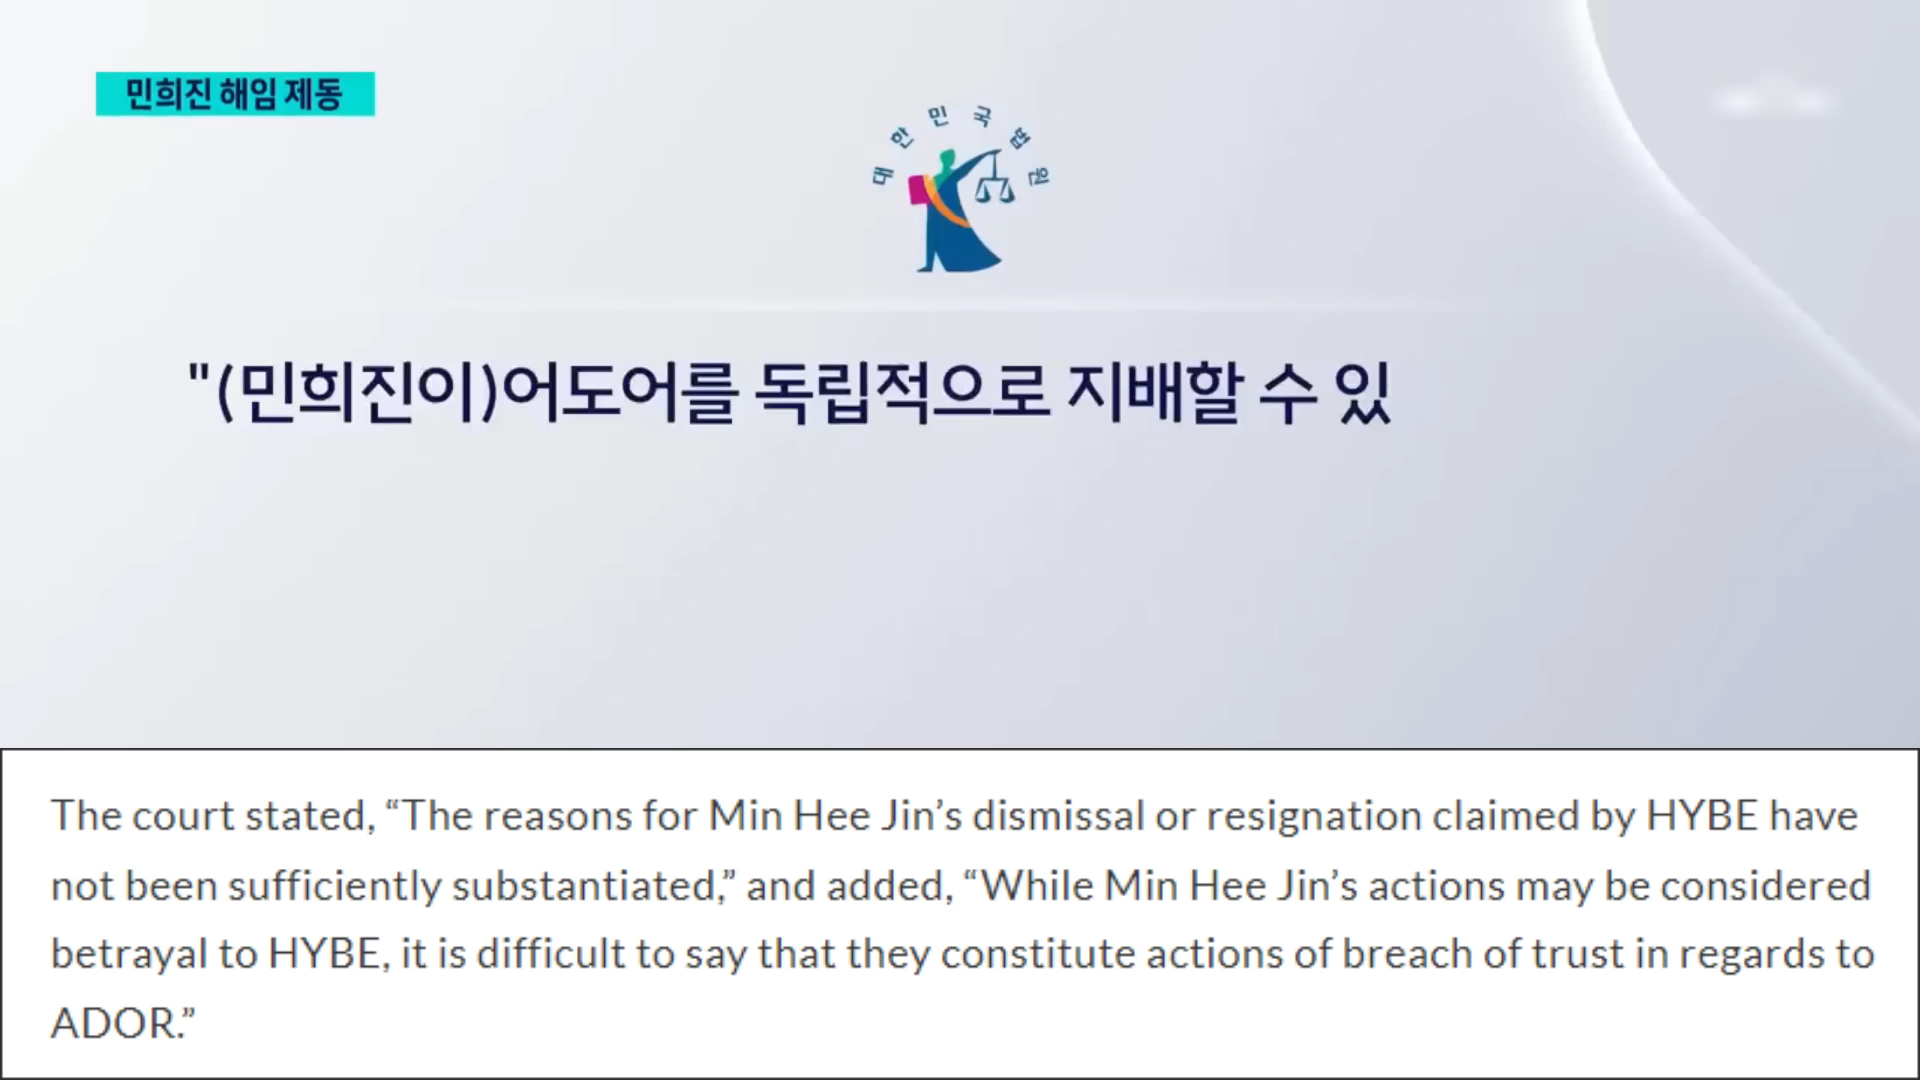 민희진 해임 제동
대한민국법원
"(민희진이)어도어를 독립적으로 지배할 수 있
The court stated, “The reasons for Min Hee Jin’s dismissal or resignation claimed by HYBE have
not been sufficiently substantiated,” and added, “While Min Hee Jin’s actions may be considered
betrayal to HYBE, it is difficult to say that they constitute actions of breach of trust in regards to
ADOR.”